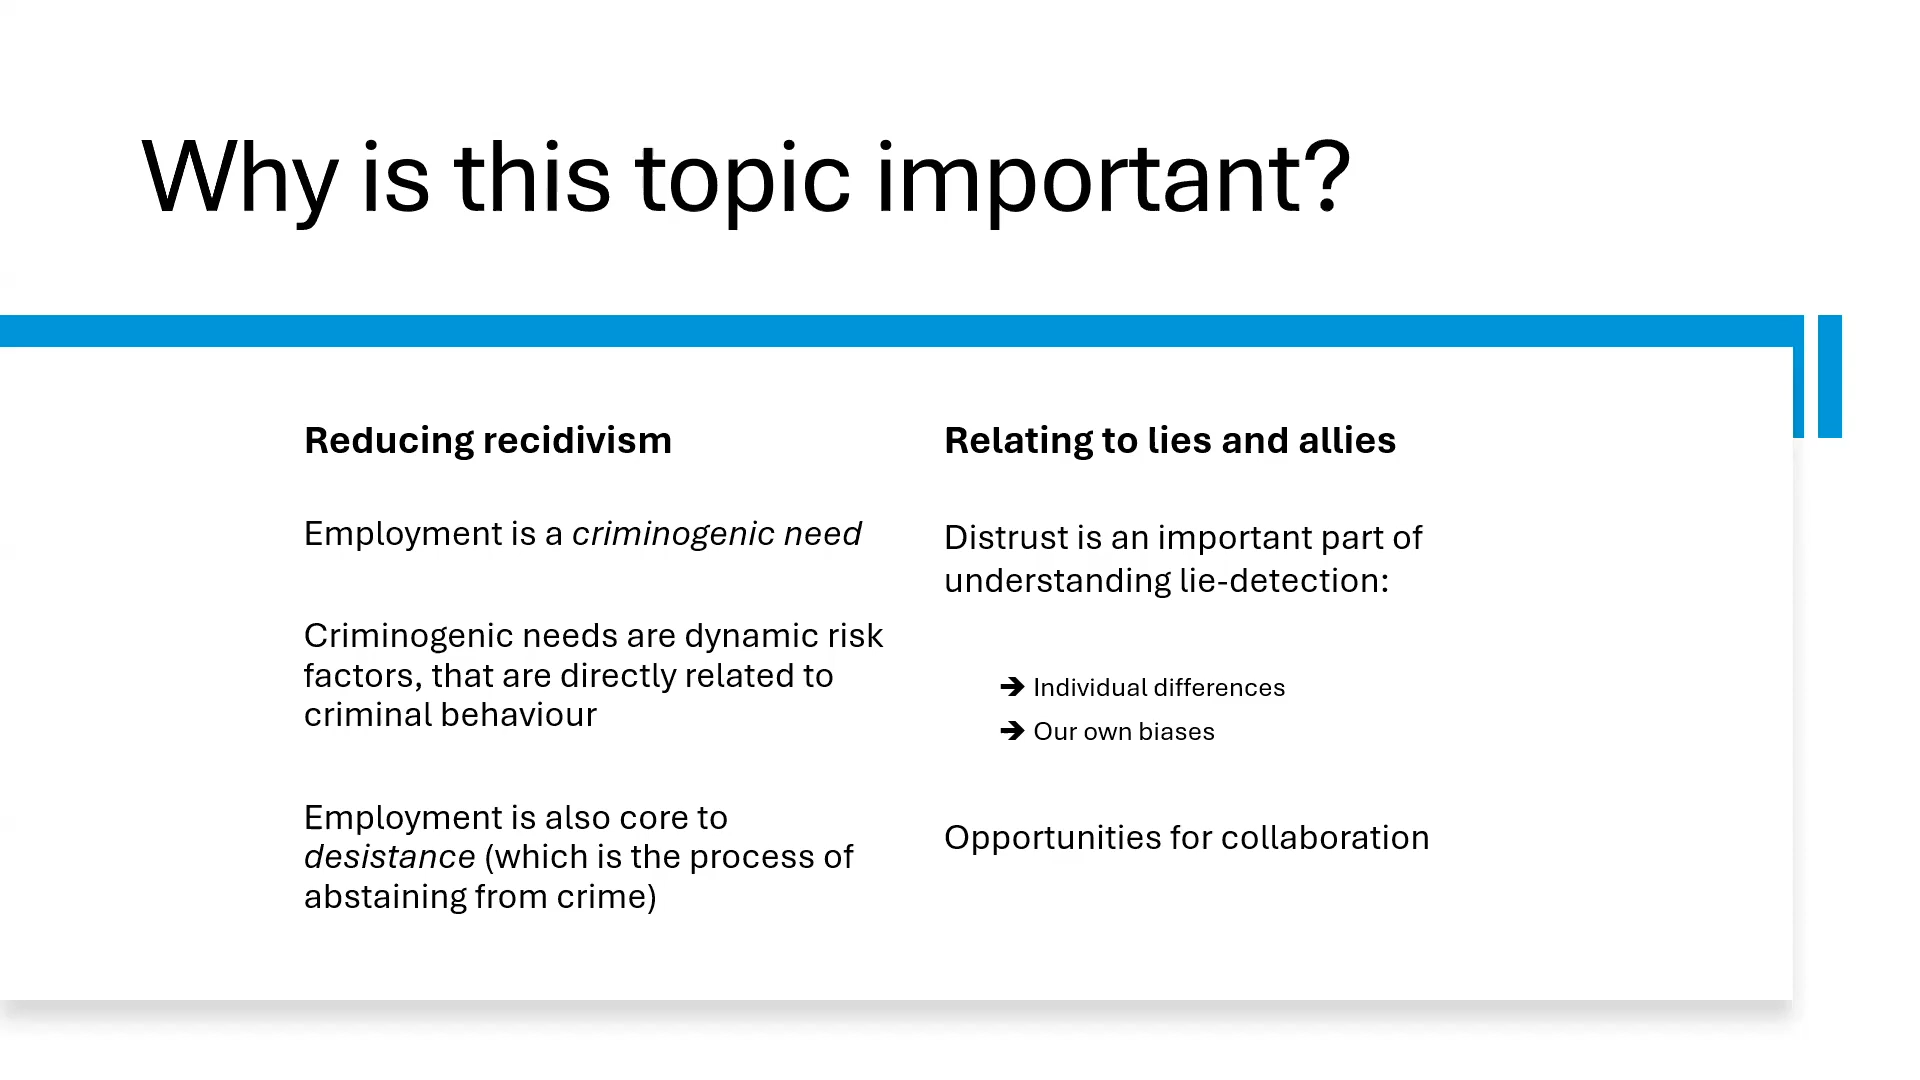 Why is this topic important?
Reducing recidivism
Employment is a criminogenic need
Criminogenic needs are dynamic risk
factors, that are directly related to
criminal behaviour
Employment is also core to
desistance (which is the process of
abstaining from crime)
Relating to lies and allies
Distrust is an important part of
understanding lie-detection:
➔ Individual differences
➔ Our own biases
Opportunities for collaboration